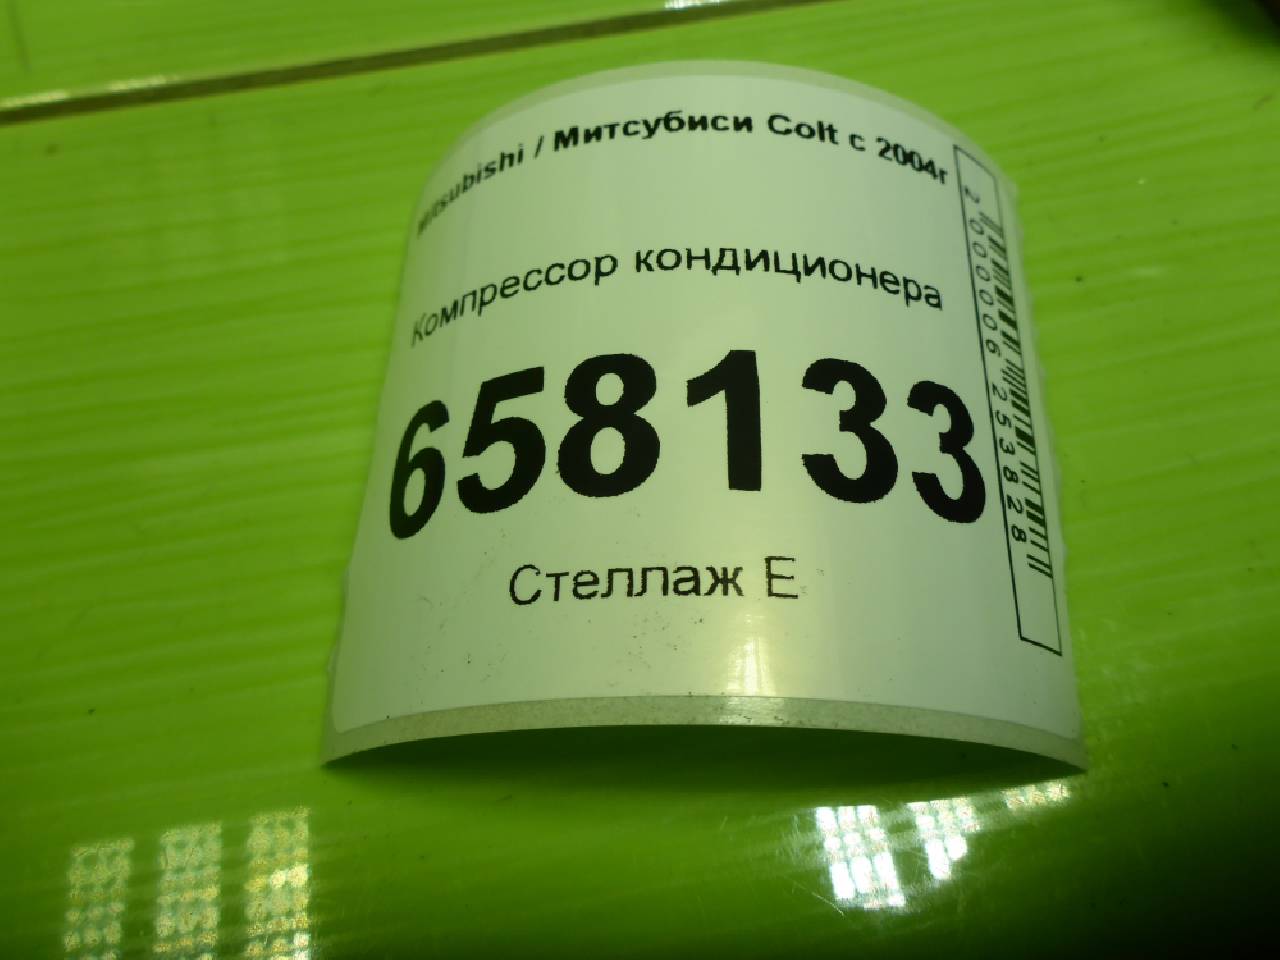 Mitsubishi / Митсубиси Colt с 2004г
Компрессор кондиционера
658133
Стеллаж Е
2000006253828